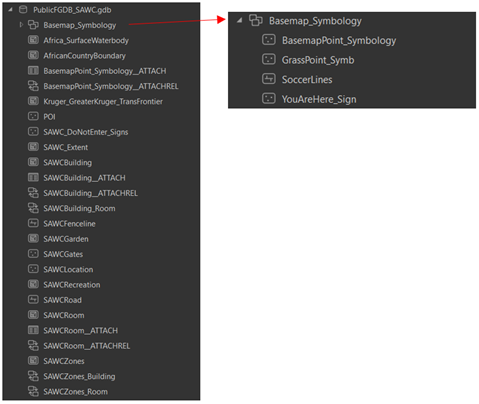 PublicFGDB_SAWC.gdb
Basemap_Symbology
Africa_SurfaceWaterbody
AfricanCountryBoundary
BasemapPoint_Symbology__ATTACH
BasemapPoint_Symbology__ATTACHREL
Kruger_GreaterKruger_TransFrontier
POI
SAWC_DoNotEnter_Signs
SAWC_Extent
SAWCBuilding
SAWCBuilding__ATTACH
SAWCBuilding__ATTACHREL
SAWCBuilding_Room
SAWCFenceline
SAWCGarden
SAWCGates
SAWCLocation
SAWCRecreation
SAWCRoad
SAWCRoom
SAWCRoom__ATTACH
SAWCRoom__ATTACHREL
SAWCZones
SAWCZones_Building
SAWCZones_Room
Basemap_Symbology
BasemapPoint_Symbology
GrassPoint_Symb
SoccerLines
YouAreHere_Sign